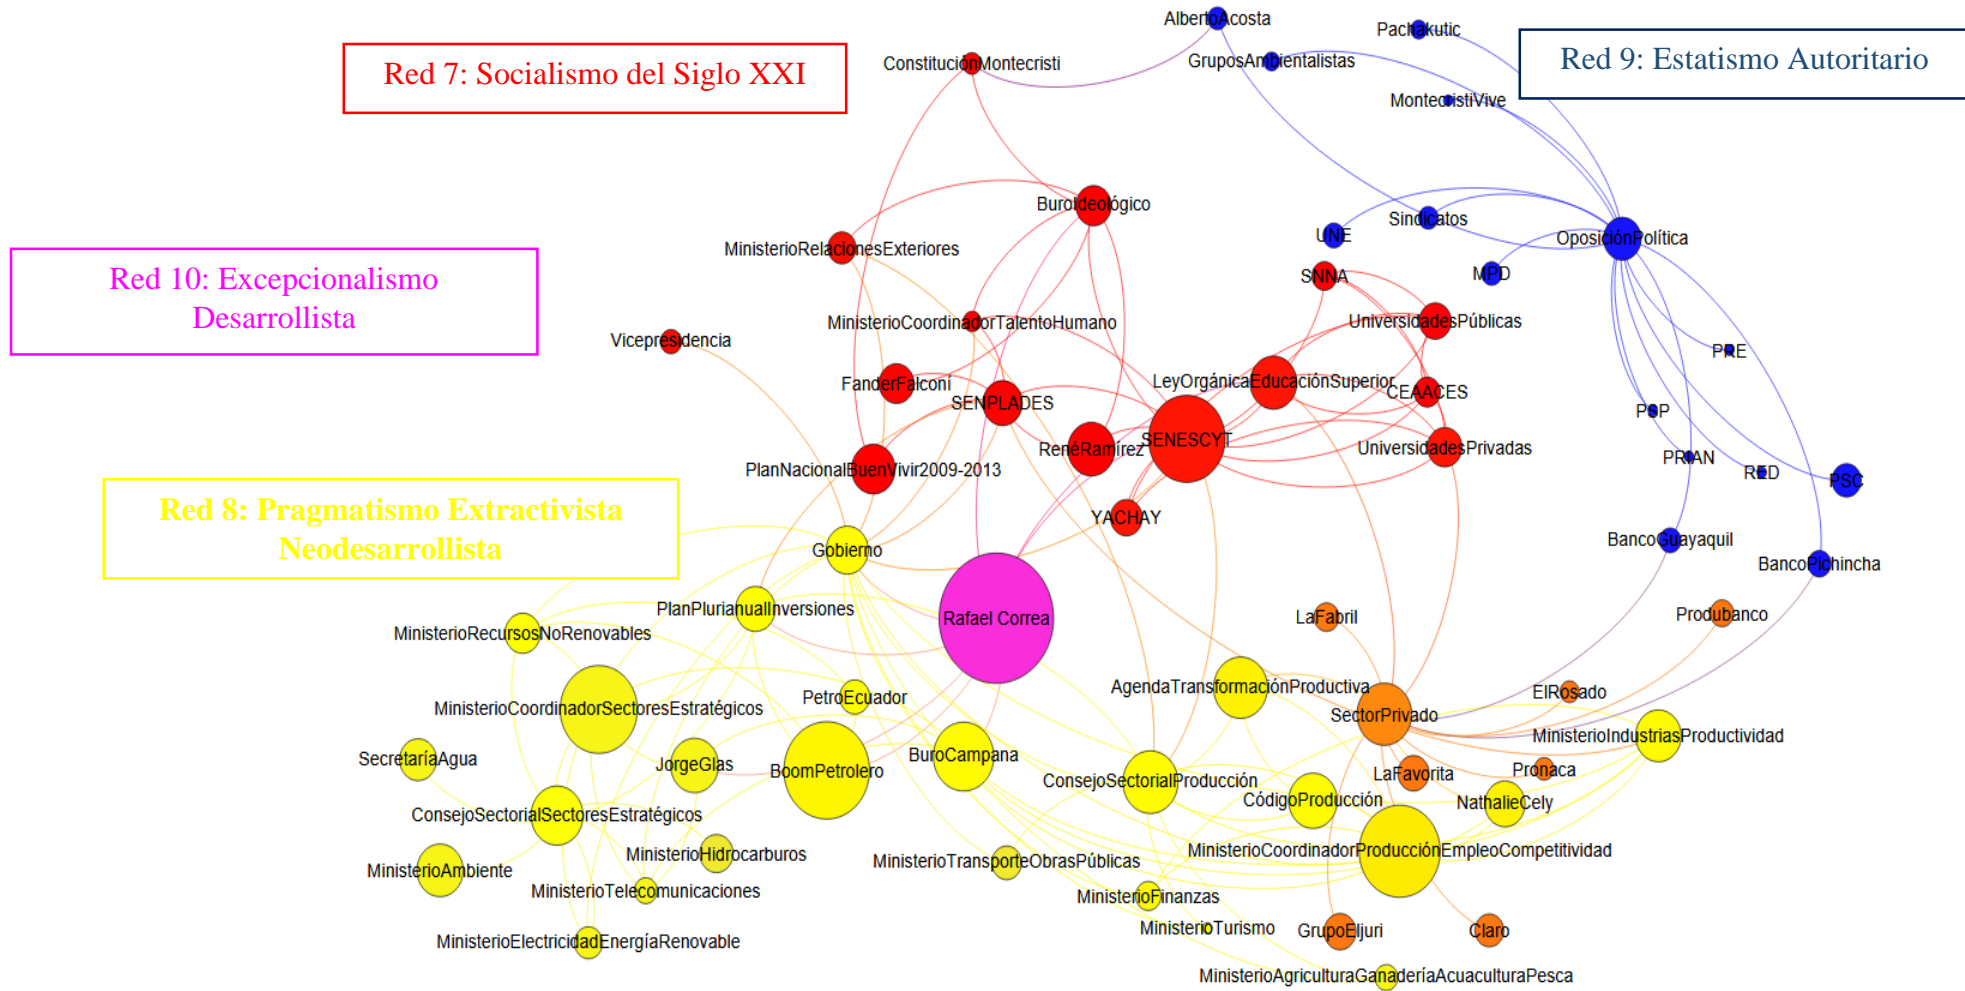 AlbertoAcosta
Pachakutic
Red 7: Socialismo del Siglo XXI
ConstituciónMontecristi
GruposAmbientalistas
Red 9: Estatismo Autoritario
MontecristiVive
BuroIdeológico
Sindicatos
UNE
OposiciónPolítica
MinisterioRelacionesExteriores
Red 10: Excepcionalismo
Desarrollista
SNNA
MPD
MinisterioCoordinadorTalentoHumano
UniversidadesPúblicas
Vicepresidencia
PRE
FanderFalconí
LeyOrgánicaEducaciónSuperior
CEAACES
SENPLADES
PSP
SENESCYT
RenéRamírez
UniversidadesPrivadas
PRIAN
PlanNacionalBuenVivir2009-2013
RED
PSC
Red 8: Pragmatismo Extractivista
Neodesarrollista
YACHAY
Gobierno
BancoGuayaquil
BancoPichincha
PlanPlurianualInversiones
Rafael Correa
LaFabril
Produbanco
MinisterioRecursosNoRenovables
AgendaTransformaciónProductiva
ElRosado
PetroEcuador
MinisterioCoordinadorSectoresEstratégicos
SectorPrivado
MinisterioIndustriasProductividad
SecretaríaAgua
JorgeGlas
BoomPetrolero
BuroCampana
ConsejoSectorialProducción
LaFavorita
Pronaca
CódigoProducción
NathalieCely
ConsejoSectorialSectoresEstratégicos
MinisterioHidrocarburos
MinisterioTransporteObrasPúblicas
MinisterioCoordinadorProducciónEmpleoCompetitividad
MinisterioAmbiente
MinisterioTelecomunicaciones
MinisterioFinanzas
MinisterioTurismo
GrupoEljuri
Claro
MinisterioElectricidadEnergíaRenovable
MinisterioAgriculturaGanaderíaAcuaculturaPesca